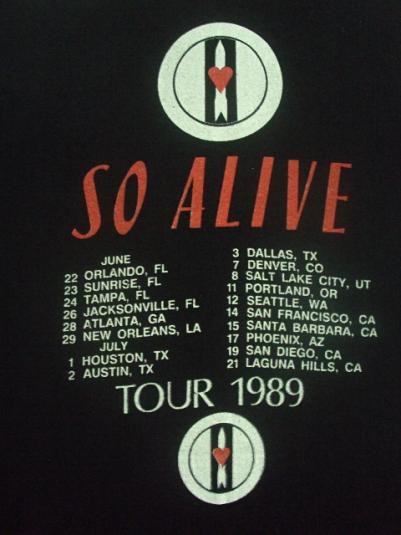 SO ALIVE
JUNE
22 ORLANDO, FL
23 SUNRISE, FL
24 TAMPA, FL
26 JACKSONVILLE, FL
28 ATLANTA, GA
29 NEW ORLEANS, LA
JULY
1 HOUSTON, TX
2 AUSTIN, TX
3 DALLAS, TX
7 DENVER, CO
8 SALT LAKE CITY, UT
11 PORTLAND, OR
12 SEATTLE, WA
14 SAN FRANCISCO, CA
15 SANTA BARBARA, CA
17 PHOENIX, AZ
19 SAN DIEGO, CA
21 LAGUNA HILLS, CA
TOUR 1989